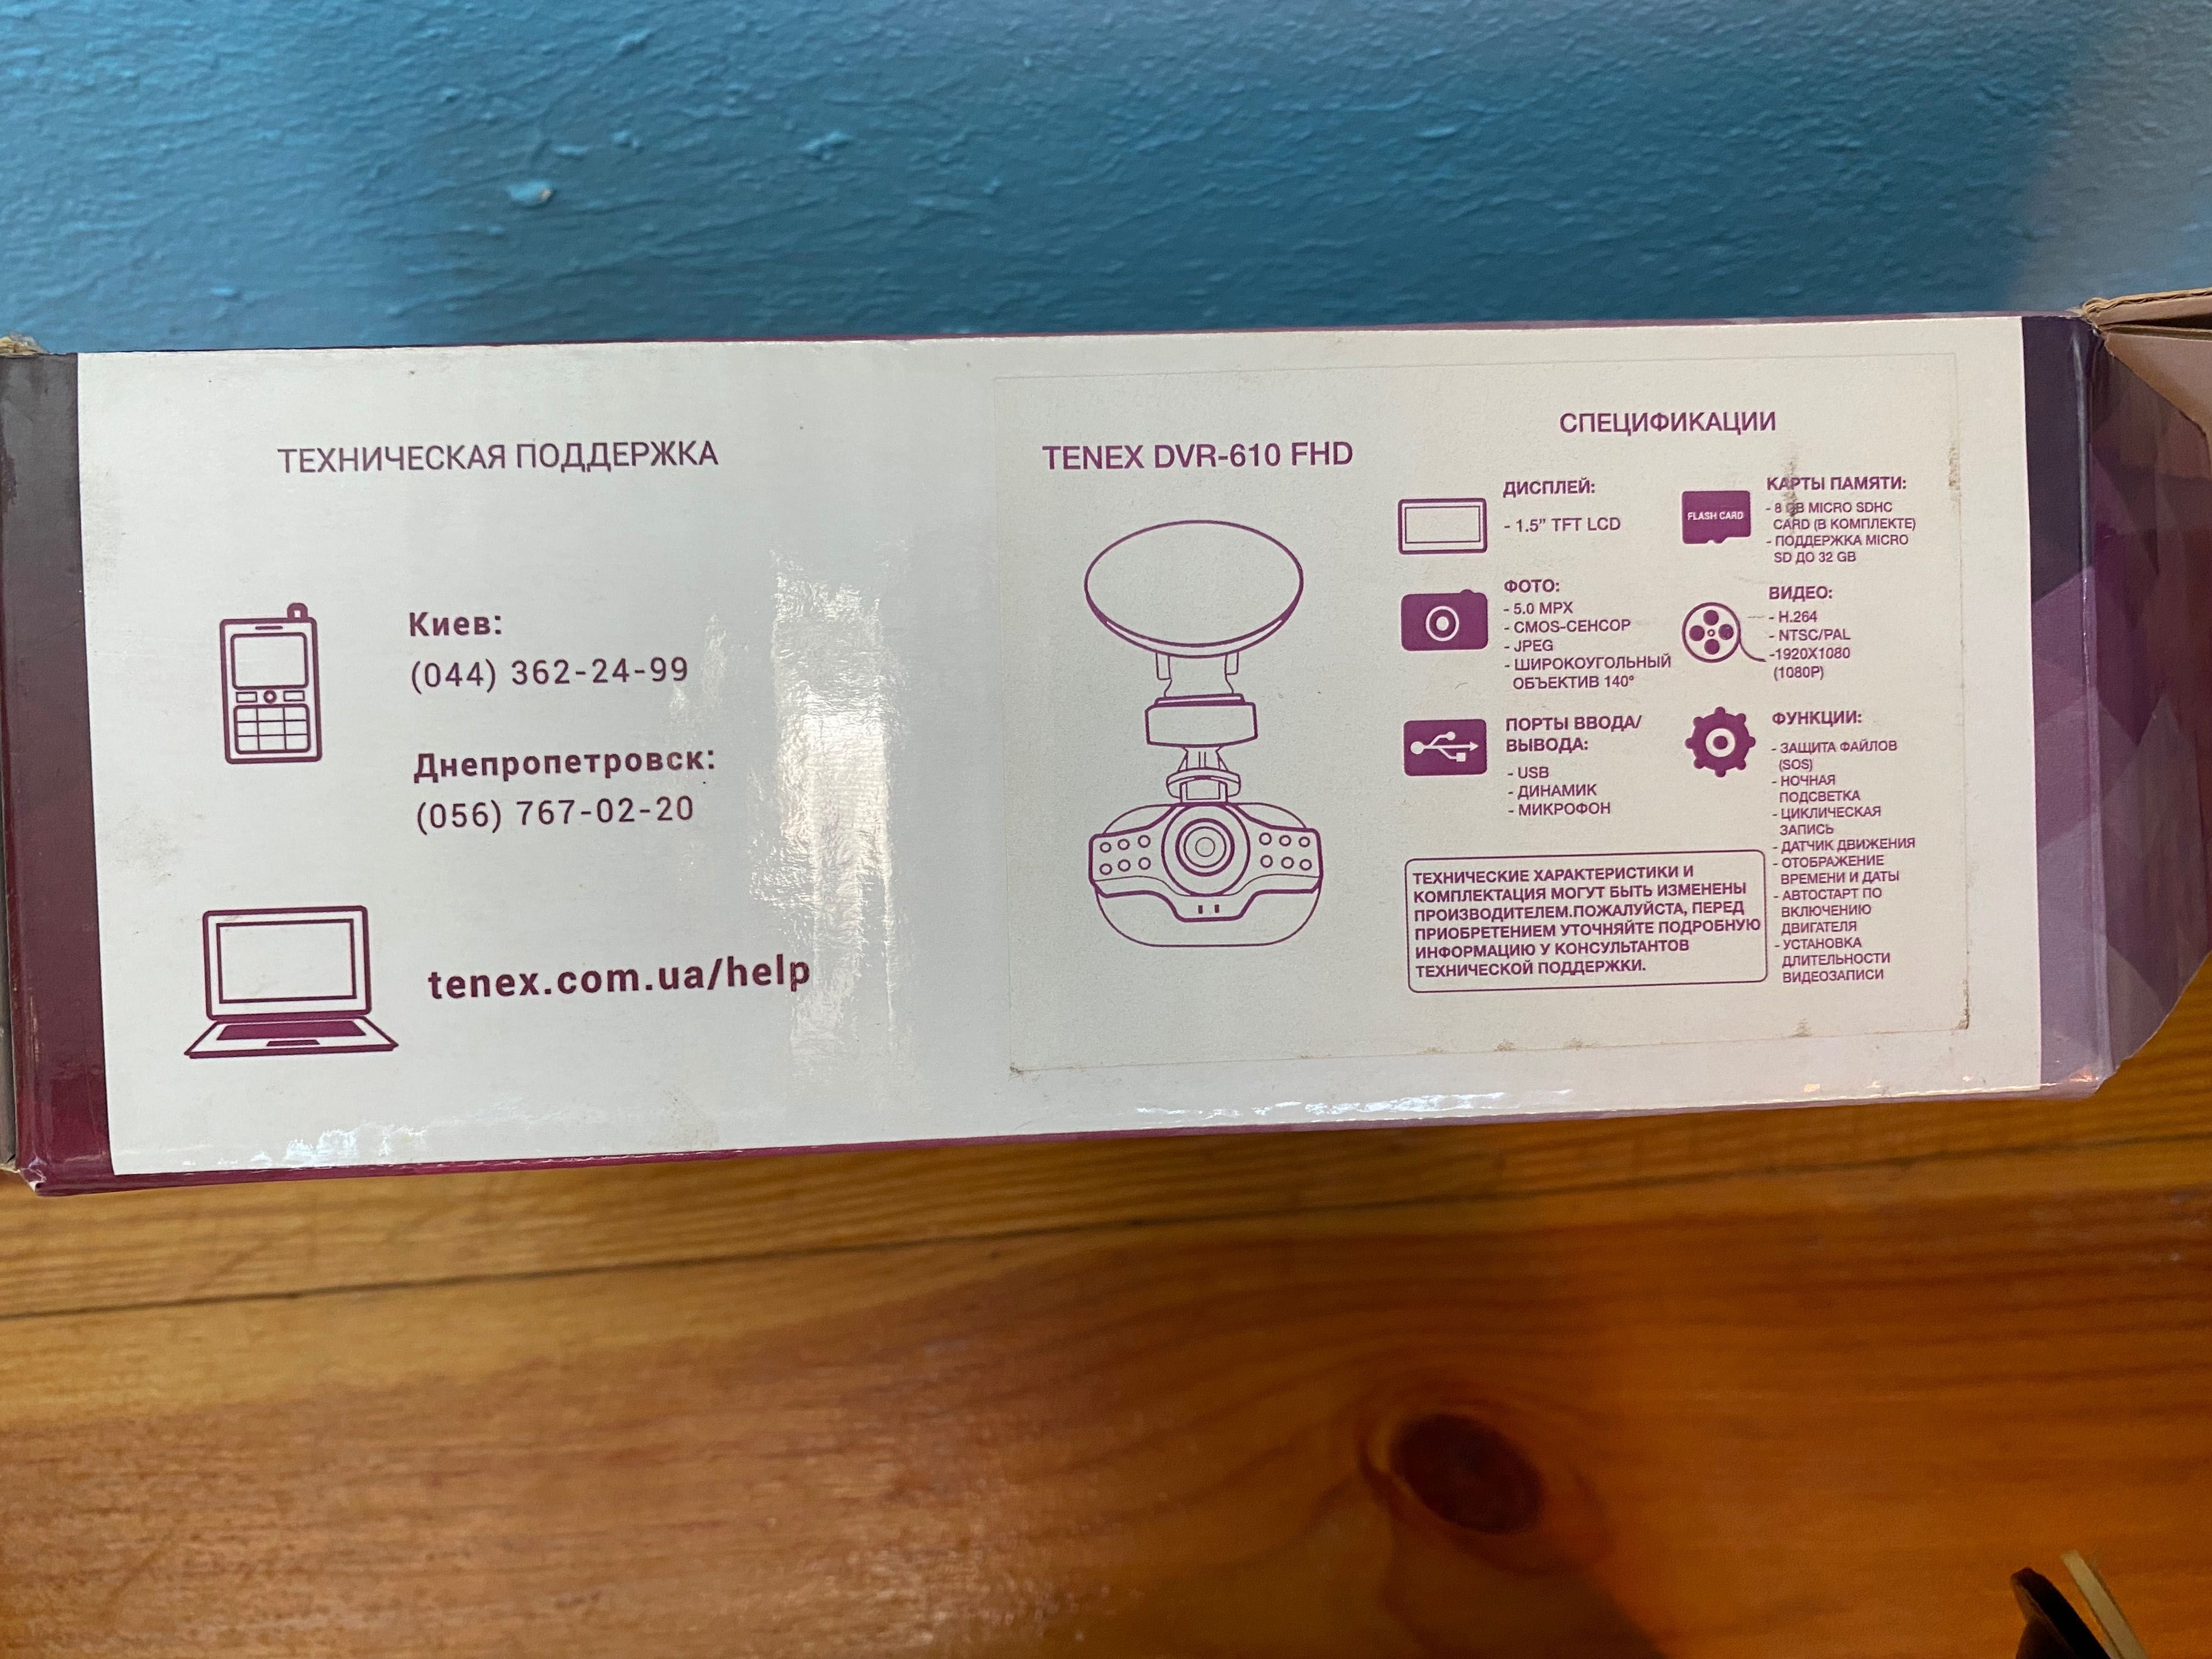 ТЕХНИЧЕСКАЯ ПОДДЕРЖКА
Киев:
(044) 362-24-99
Днепропетровск:
(056) 767-02-20
tenex.com.ua/help
TENEX DVR-610 FHD
СПЕЦИФИКАЦИИ
ДИСПЛЕЙ:
- 1.5" TFT LCD
ФОТО:
- 5.0 MPX
- CMOS-СЕНСОР
- JPEG
- ШИРОКОУГОЛЬНЫЙ
ОБЪЕКТИВ 140°
ПОРТЫ ВВОДА/
ВЫВОДА:
- USB
- ДИНАМИК
- МИКРОФОН
ТЕХНИЧЕСКИЕ ХАРАКТЕРИСТИКИ И
КОМПЛЕКТАЦИЯ МОГУТ БЫТЬ ИЗМЕНЕНЫ
ПРОИЗВОДИТЕЛЕМ.ПОЖАЛУЙСТА, ПЕРЕД
ПРИОБРЕТЕНИЕМ УТОЧНЯЙТЕ ПОДРОБНУЮ
ИНФОРМАЦИЮ У КОНСУЛЬТАНТОВ
ТЕХНИЧЕСКОЙ ПОДДЕРЖКИ.
FLASH CARD
КАРТЫ ПАМЯТИ:
- 8 GB MICRO SDHC
CARD (В КОМПЛЕКТЕ)
- ПОДДЕРЖКА MICRO
SD ДО 32 GB
ВИДЕО:
- H.264
- NTSC/PAL
-1920X1080
(1080P)
ФУНКЦИИ:
- ЗАЩИТА ФАЙЛОВ
(SOS)
- НОЧНАЯ
ПОДСВЕТКА
- ЦИКЛИЧЕСКАЯ
ЗАПИСЬ
- ДАТЧИК ДВИЖЕНИЯ
- ОТОБРАЖЕНИЕ
ВРЕМЕНИ И ДАТЫ
- АВТОСТАРТ ПО
ВКЛЮЧЕНИЮ
ДВИГАТЕЛЯ
- УСТАНОВКА
ДЛИТЕЛЬНОСТИ
ВИДЕОЗАПИСИ